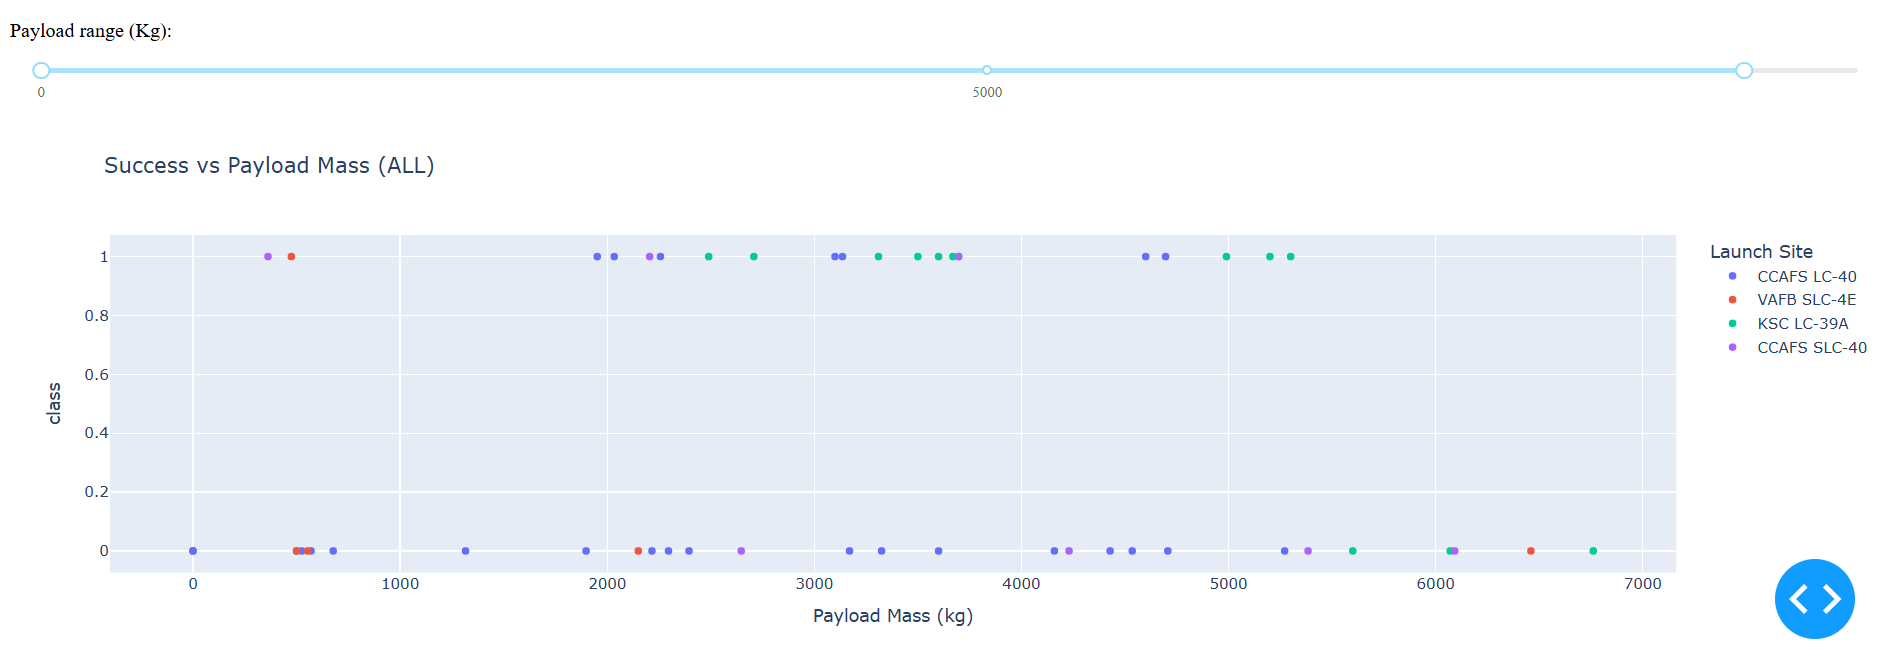 Payload range (Kg):
0 5000
Success vs Payload Mass (ALL)
1
0.8
0.6
0.4
0.2
0
class
0 1000 2000 3000 4000 5000 6000 7000
Payload Mass (kg)
Launch Site
CCAFS LC-40
VAFB SLC-4E
KSC LC-39A
CCAFS SLC-40